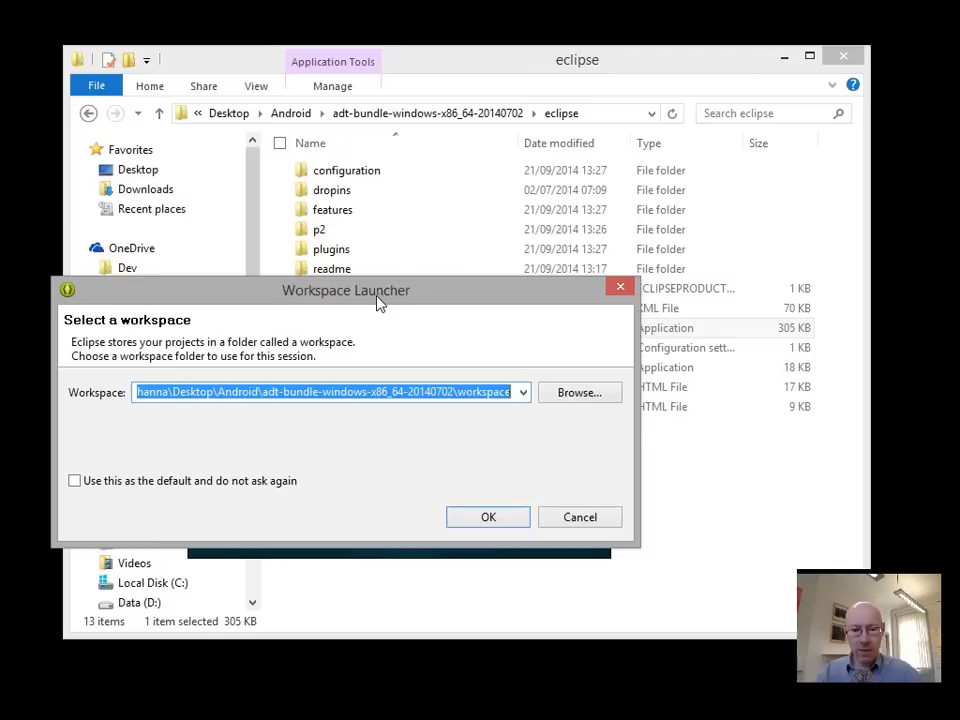 Application Tools
eclipse
File
Home
Share
View
Manage
« Desktop Android adt-bundle-windows-x86_64-20140702 eclipse
Search eclipse
Favorites
Desktop
Downloads
Recent places
OneDrive
Dev
Name Date modified Type Size
configuration 21/09/2014 13:27 File folder
dropins 02/07/2014 07:09 File folder
features 21/09/2014 13:27 File folder
p2 21/09/2014 13:26 File folder
plugins 21/09/2014 13:27 File folder
readme 21/09/2014 13:17 File folder
ECLIPSEPRODUCT... 1 KB
XML File 70 KB
Application 305 KB
Configuration sett... 1 KB
Application 18 KB
HTML File 17 KB
HTML File 9 KB
Workspace Launcher
Select a workspace
Eclipse stores your projects in a folder called a workspace.
Choose a workspace folder to use for this session.
Workspace: hanna\Desktop\Android\adt-bundle-windows-x86_64-20140702\workspace
Browse...
Use this as the default and do not ask again
OK
Cancel
Videos
Local Disk (C:)
Data (D:)
13 items 1 item selected 305 KB